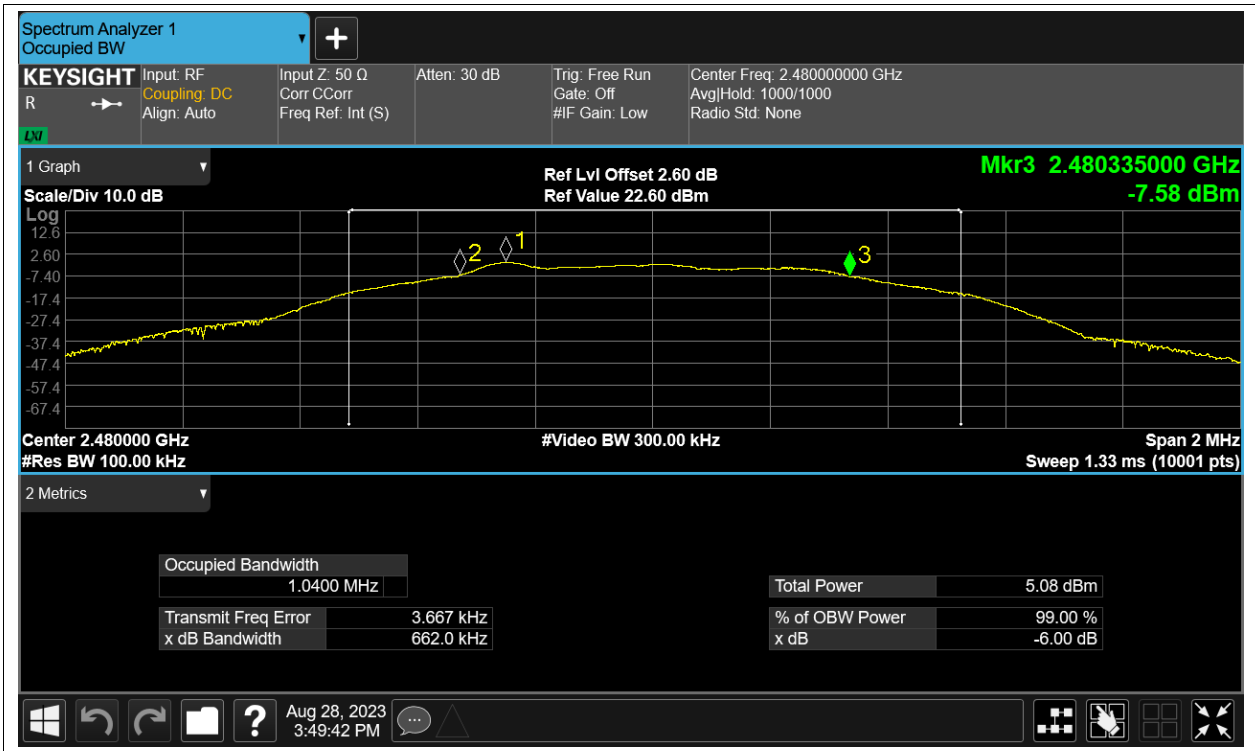 Spectrum Analyzer 1
Occupied BW
KEYSIGHT
R
LXI
Input: RF
Coupling: DC
Align: Auto
Input Z: 50 Ω
Corr CCorr
Freq Ref: Int (S)
Atten: 30 dB
Trig: Free Run
Gate: Off
#IF Gain: Low
Center Freq: 2.480000000 GHz
Avg|Hold: 1000/1000
Radio Std: None
1 Graph
Scale/Div 10.0 dB
Ref Lvl Offset 2.60 dB
Ref Value 22.60 dBm
Mkr3 2.480335000 GHz
-7.58 dBm
Log
12.6
2.60
-7.40
-17.4
-27.4
-37.4
-47.4
-57.4
-67.4
2
1
3
Center 2.480000 GHz
#Res BW 100.00 kHz
#Video BW 300.00 kHz
Span 2 MHz
Sweep 1.33 ms (10001 pts)
2 Metrics
Occupied Bandwidth
1.0400 MHz
Transmit Freq Error 3.667 kHz
x dB Bandwidth 662.0 kHz
Total Power 5.08 dBm
% of OBW Power 99.00 %
x dB -6.00 dB
?
Aug 28, 2023
3:49:42 PM